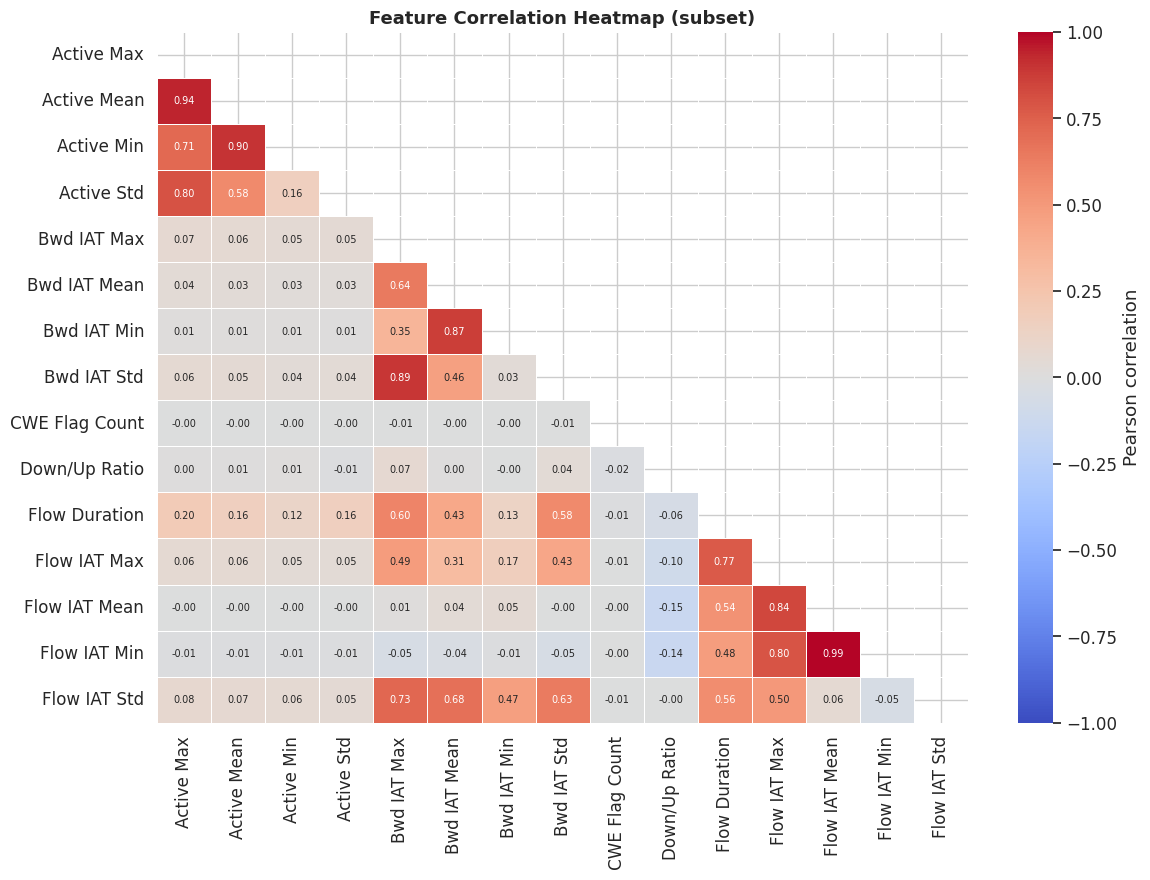 Feature Correlation Heatmap (subset)
Active Max
Active Mean 0.94
Active Min 0.71 0.90
Active Std 0.80 0.58 0.16
Bwd IAT Max 0.07 0.06 0.05 0.05
Bwd IAT Mean 0.04 0.03 0.03 0.03 0.64
Bwd IAT Min 0.01 0.01 0.01 0.01 0.35 0.87
Bwd IAT Std 0.06 0.05 0.04 0.04 0.89 0.46 0.03
CWE Flag Count -0.00 -0.00 -0.00 -0.00 -0.01 -0.00 -0.00 -0.01
Down/Up Ratio 0.00 0.01 0.01 -0.01 0.07 0.00 -0.00 0.04 -0.02
Flow Duration 0.20 0.16 0.12 0.16 0.60 0.43 0.13 0.58 -0.01 -0.06
Flow IAT Max 0.06 0.06 0.05 0.05 0.49 0.31 0.17 0.43 -0.01 -0.10 0.77
Flow IAT Mean -0.00 -0.00 -0.00 -0.00 0.01 0.04 0.05 -0.00 -0.00 -0.15 0.54 0.84
Flow IAT Min -0.01 -0.01 -0.01 -0.01 -0.05 -0.04 -0.01 -0.05 -0.00 -0.14 0.48 0.80 0.99
Flow IAT Std 0.08 0.07 0.06 0.05 0.73 0.68 0.47 0.63 -0.01 -0.00 0.56 0.50 0.06 -0.05
Active Max
Active Mean
Active Min
Active Std
Bwd IAT Max
Bwd IAT Mean
Bwd IAT Min
Bwd IAT Std
CWE Flag Count
Down/Up Ratio
Flow Duration
Flow IAT Max
Flow IAT Mean
Flow IAT Min
Flow IAT Std
1.00
0.75
0.50
0.25
0.00
−0.25
−0.50
−0.75
−1.00
Pearson correlation